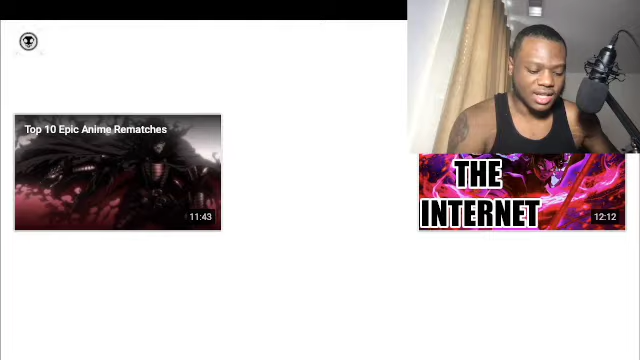 Top 10 Epic Anime Rematches
11:43
THE
INTERNET
12:12